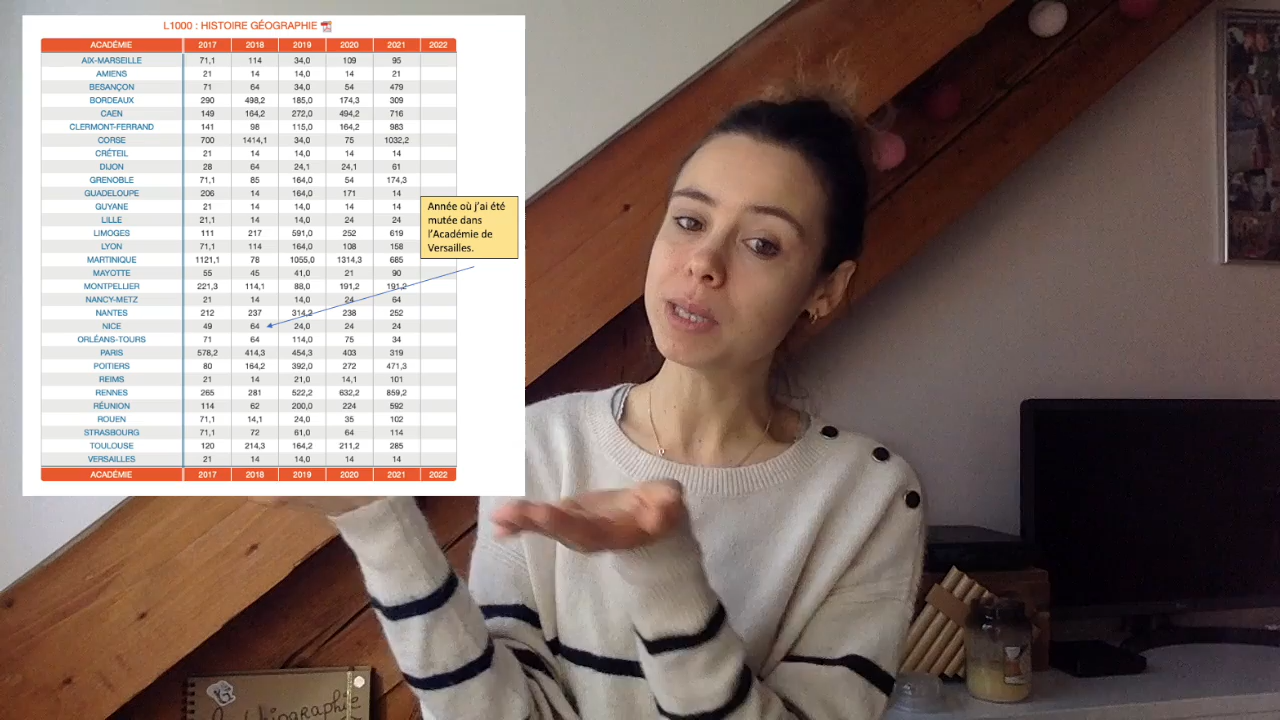 L1000 : HISTOIRE GÉOGRAPHIE
ACADÉMIE 2017 2018 2019 2020 2021 2022
AIX-MARSEILLE 71,1 114 34,0 109 95
AMIENS 21 14 14,0 14 21
BESANÇON 71 64 34,0 54 479
BORDEAUX 290 498,2 185,0 174,3 309
CAEN 149 164,2 272,0 494,2 716
CLERMONT-FERRAND 141 98 115,0 164,2 983
CORSE 700 1414,1 34,0 75 1032,2
CRÉTEIL 21 14 14,0 14 14
DIJON 28 64 24,1 24,1 61
GRENOBLE 71,1 85 164,0 54 174,3
GUADELOUPE 206 14 164,0 171 14
GUYANE 21 14 14,0 14 14
LILLE 21,1 14 14,0 24 24
LIMOGES 111 217 591,0 252 619
LYON 71,1 114 164,0 108 158
MARTINIQUE 1121,1 78 1055,0 1314,3 685
MAYOTTE 55 45 41,0 21 90
MONTPELLIER 221,3 114,1 88,0 191,2 191,2
NANCY-METZ 21 14 14,0 24 64
NANTES 212 237 314,2 238 252
NICE 49 64 24,0 24 24
ORLÉANS-TOURS 71 64 114,0 75 34
PARIS 578,2 414,3 454,3 403 319
POITIERS 80 164,2 392,0 272 471,3
REIMS 21 14 21,0 14,1 101
RENNES 265 281 522,2 632,2 859,2
RÉUNION 114 62 200,0 224 592
ROUEN 71,1 14,1 24,0 35 102
STRASBOURG 71,1 72 61,0 64 114
TOULOUSE 120 214,3 164,2 211,2 285
VERSAILLES 21 14 14,0 14 14
ACADÉMIE 2017 2018 2019 2020 2021 2022
Année où j'ai été
mutée dans
l'Académie de
Versailles.